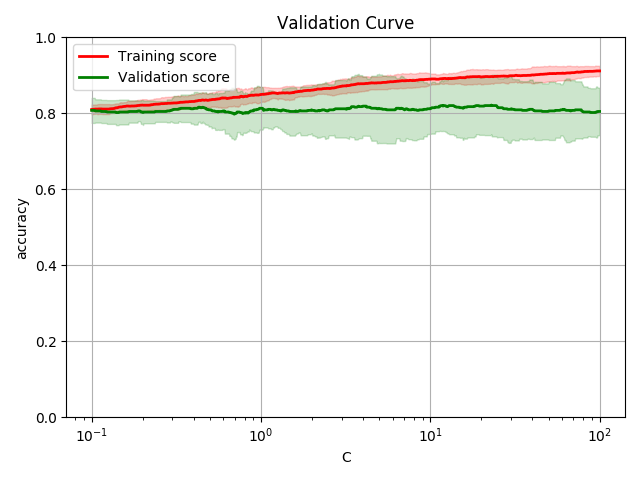 Validation Curve
Training score
Validation score
1.0
0.8
0.6
0.4
0.2
0.0
accuracy
10⁻¹
10⁰
10¹
10²
C